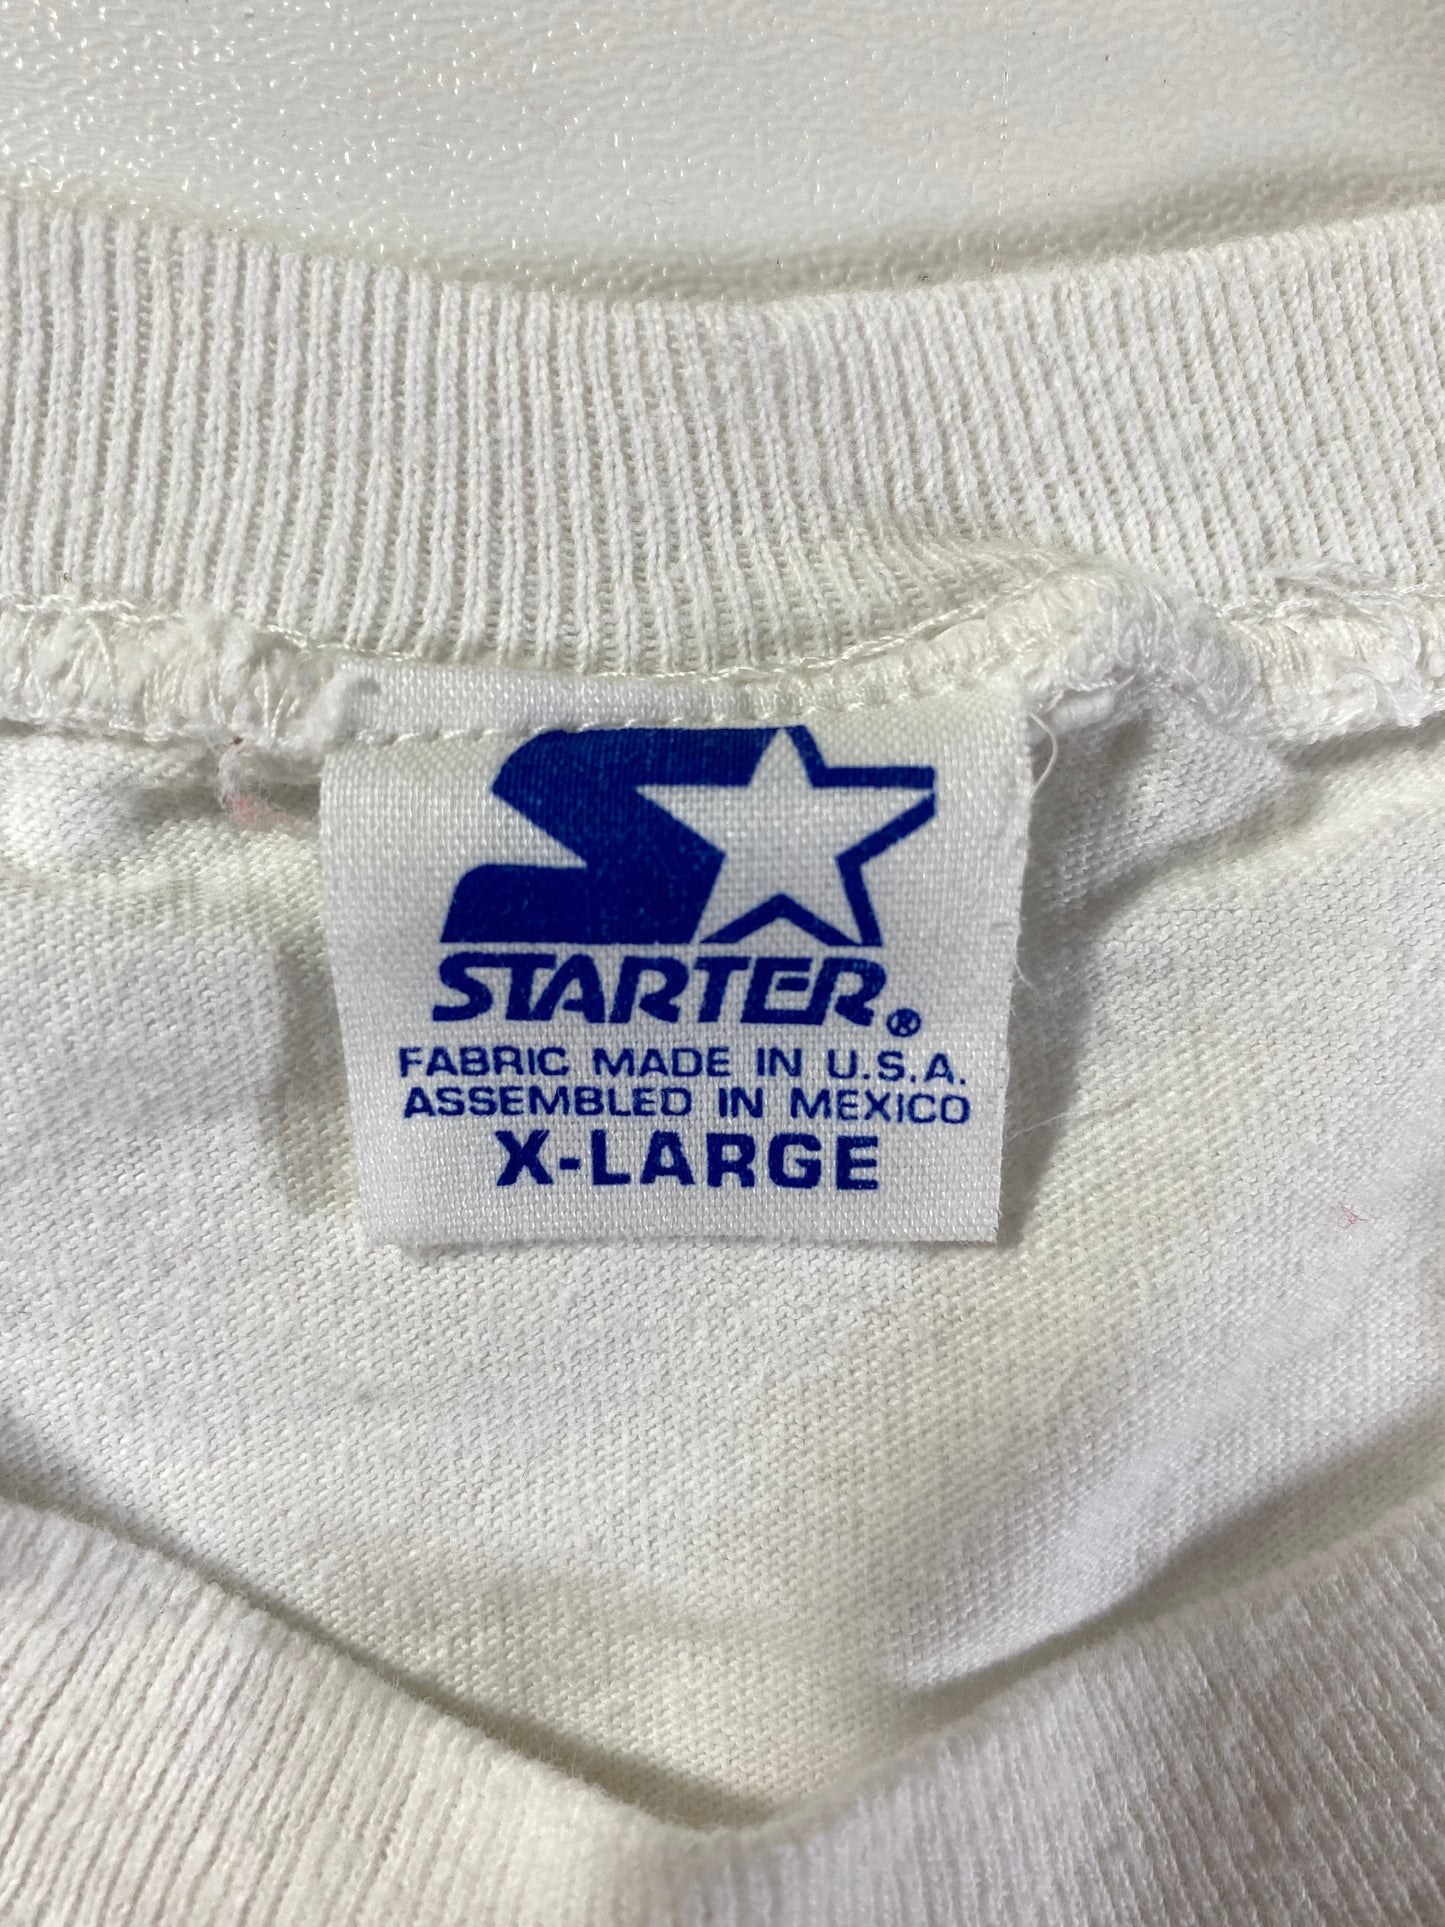 STARTER®
FABRIC MADE IN U.S.A.
ASSEMBLED IN MEXICO
X-LARGE